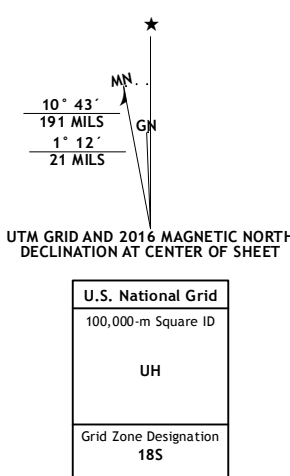 ★
MN
10° 43´
191 MILS
GN
1° 12´
21 MILS
UTM GRID AND 2016 MAGNETIC NORTH
DECLINATION AT CENTER OF SHEET
U.S. National Grid
100,000-m Square ID
UH
Grid Zone Designation
18S